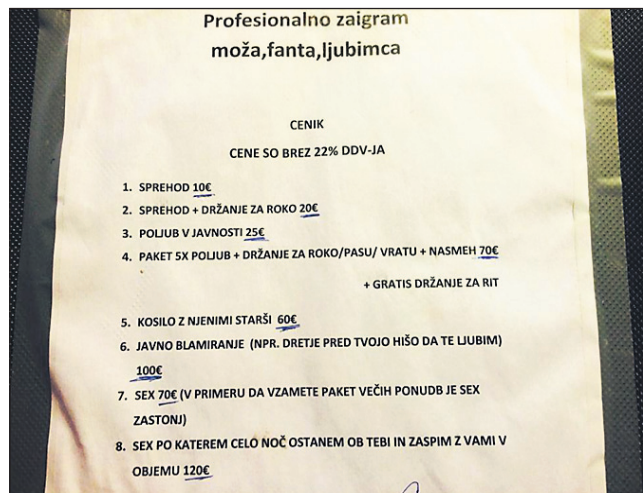 Profesionalno zaigram
moža,fanta,ljubimca
CENIK
CENE SO BREZ 22% DDV-JA
1. SPREHOD 10€
2. SPREHOD + DRŽANJE ZA ROKO 20€
3. POLJUB V JAVNOSTI 25€
4. PAKET 5X POLJUB + DRŽANJE ZA ROKO/PASU/ VRATU + NASMEH 70€
+ GRATIS DRŽANJE ZA RIT
5. KOSILO Z NJENIMI STARŠI 60€
6. JAVNO BLAMIRANJE (NPR. DRETJE PRED TVOJO HIŠO DA TE LJUBIM)
100€
7. SEX 70€ (V PRIMERU DA VZAMETE PAKET VEČIH PONUDB JE SEX
ZASTONJ)
8. SEX PO KATEREM CELO NOČ OSTANEM OB TEBI IN ZASPIM Z VAMI V
OBJEMU 120€